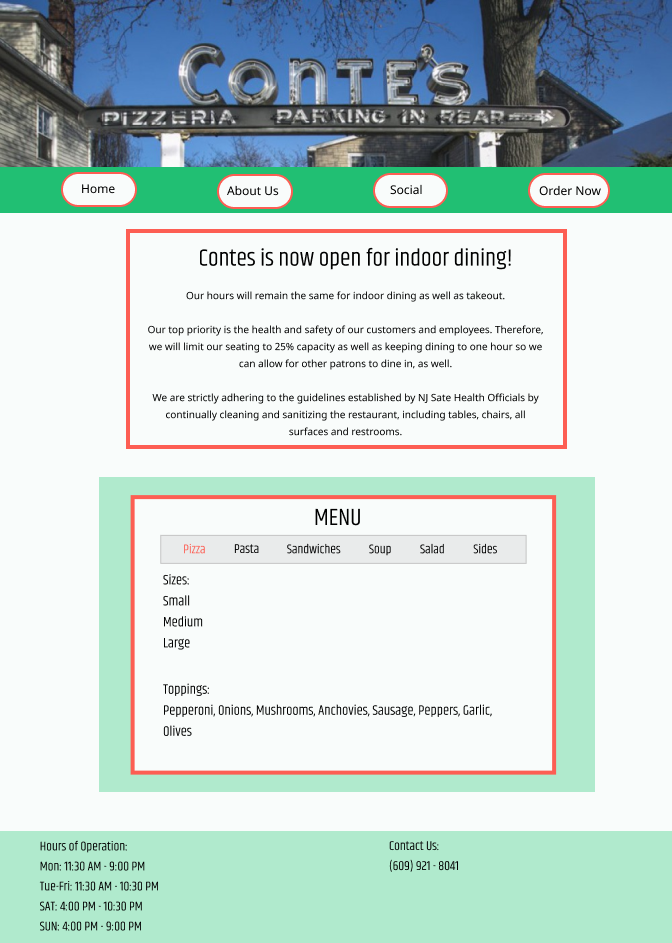 CONTE'S
PIZZERIA PARKING IN REAR
Home About Us Social Order Now
Contes is now open for indoor dining!
Our hours will remain the same for indoor dining as well as takeout.
Our top priority is the health and safety of our customers and employees. Therefore,
we will limit our seating to 25% capacity as well as keeping dining to one hour so we
can allow for other patrons to dine in, as well.
We are strictly adhering to the guidelines established by NJ Sate Health Officials by
continually cleaning and sanitizing the restaurant, including tables, chairs, all
surfaces and restrooms.
MENU
Pizza Pasta Sandwiches Soup Salad Sides
Sizes:
Small
Medium
Large
Toppings:
Pepperoni, Onions, Mushrooms, Anchovies, Sausage, Peppers, Garlic,
Olives
Hours of Operation:
Mon: 11:30 AM - 9:00 PM
Tue-Fri: 11:30 AM - 10:30 PM
SAT: 4:00 PM - 10:30 PM
SUN: 4:00 PM - 9:00 PM
Contact Us:
(609) 921 - 8041